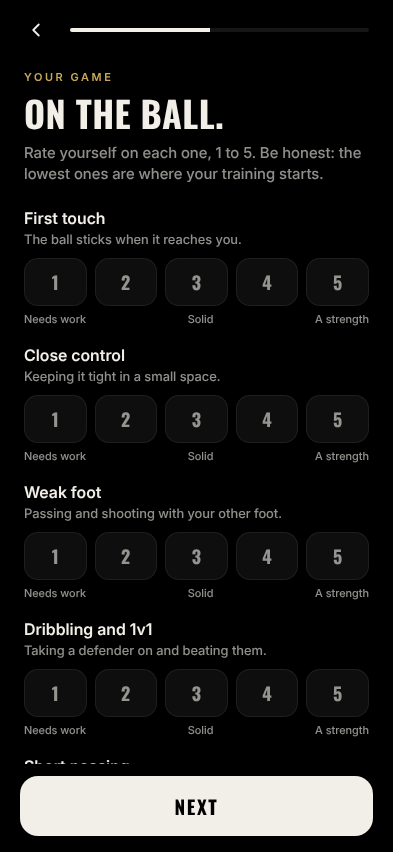 YOUR GAME
ON THE BALL.
Rate yourself on each one, 1 to 5. Be honest: the
lowest ones are where your training starts.
First touch
The ball sticks when it reaches you.
1 2 3 4 5
Needs work Solid A strength
Close control
Keeping it tight in a small space.
1 2 3 4 5
Needs work Solid A strength
Weak foot
Passing and shooting with your other foot.
1 2 3 4 5
Needs work Solid A strength
Dribbling and 1v1
Taking a defender on and beating them.
1 2 3 4 5
Needs work Solid A strength
Short passing
NEXT